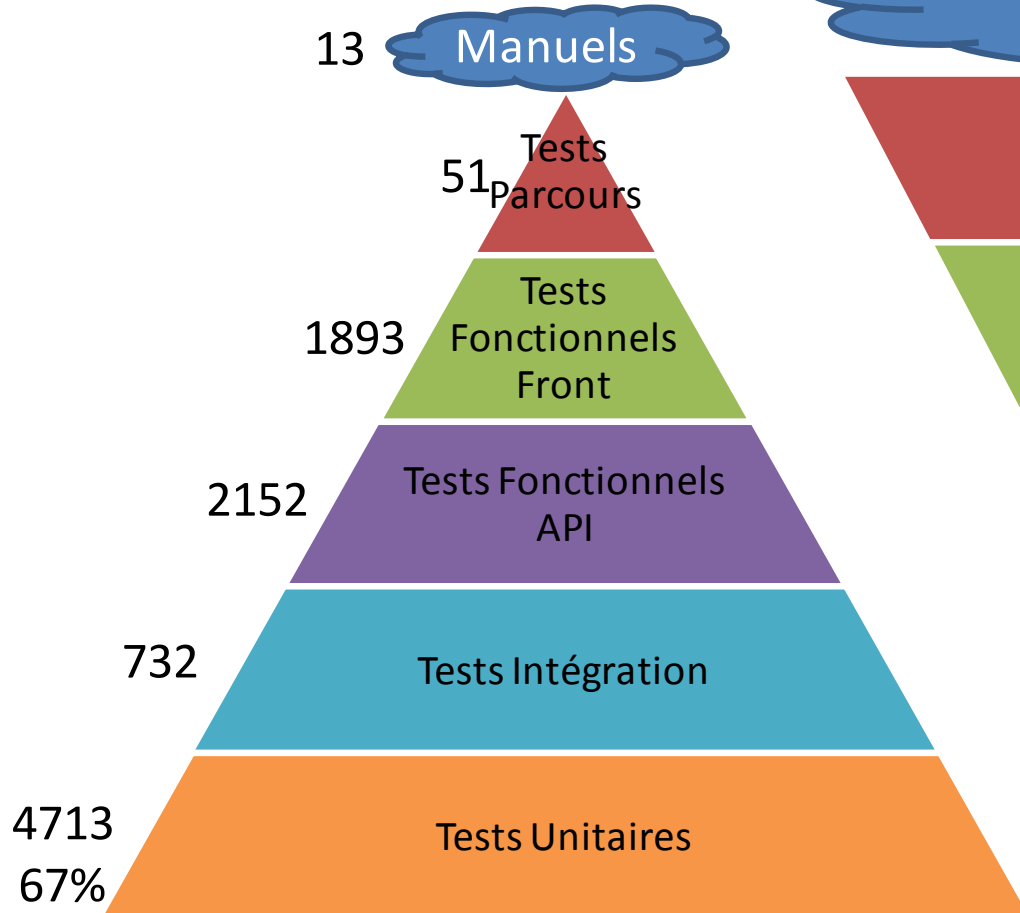 13 Manuels
Tests
51 Parcours
Tests
1893 Fonctionnels
Front
2152 Tests Fonctionnels
API
732 Tests Intégration
4713 Tests Unitaires
67%